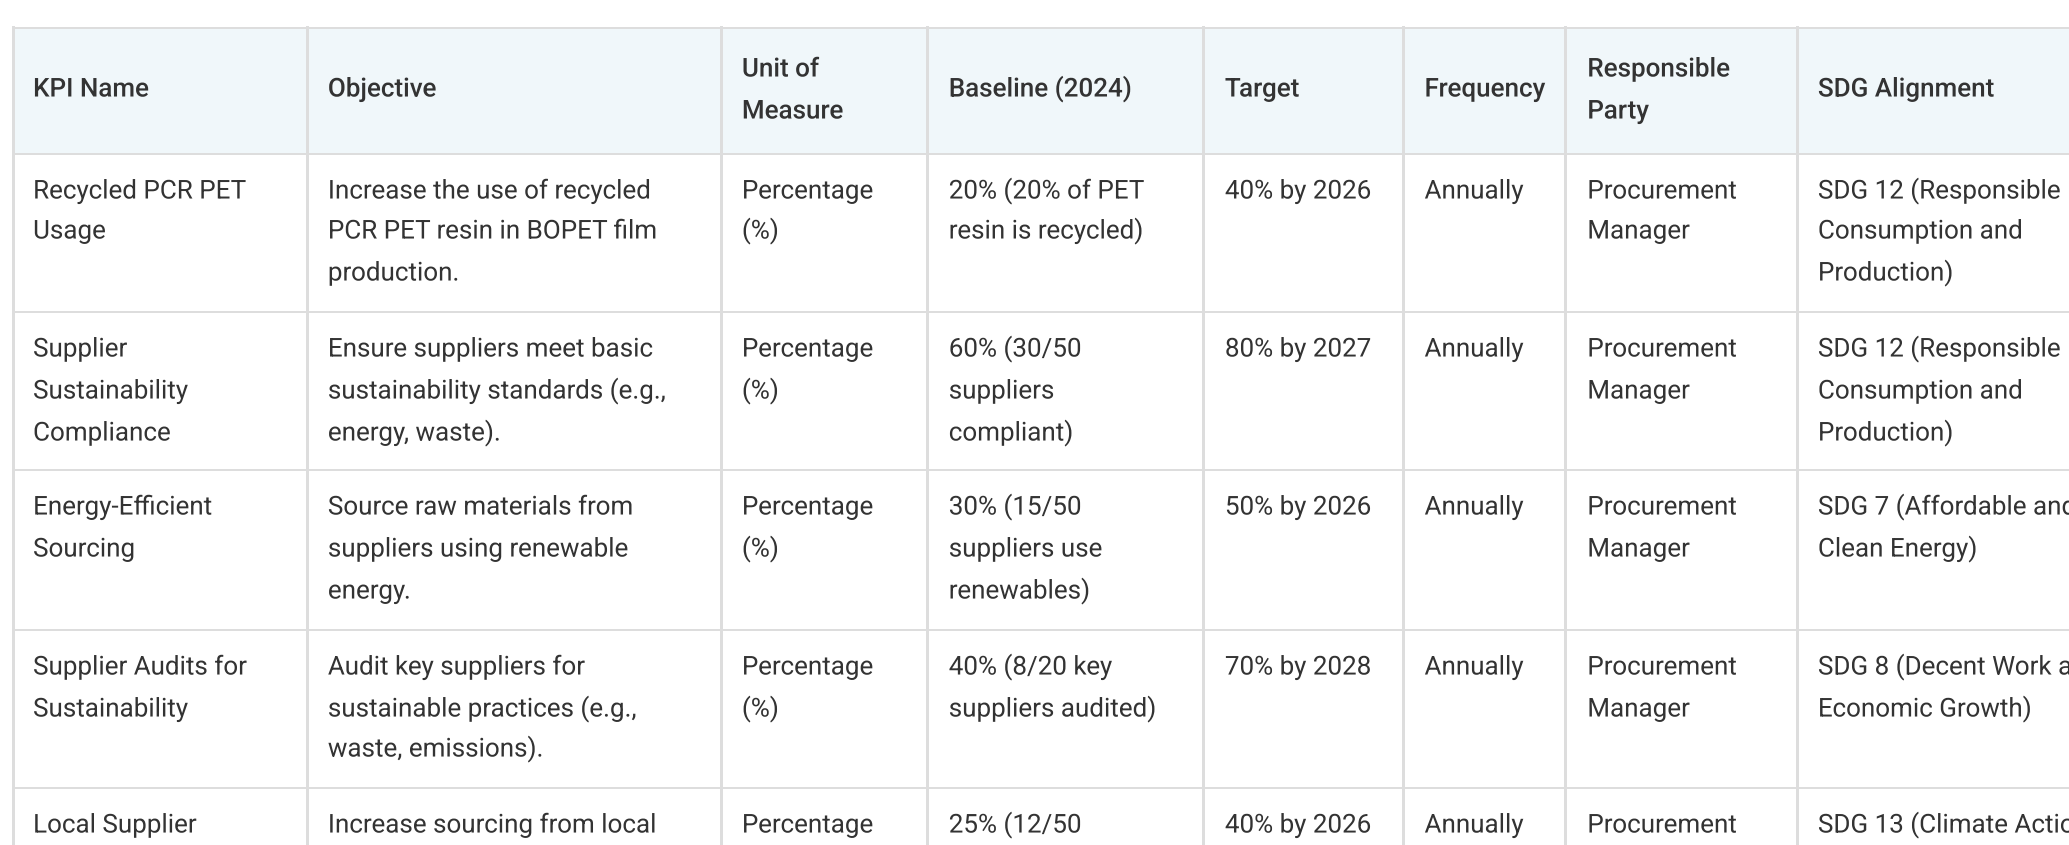 KPI Name
Objective
Unit of
Measure
Baseline (2024)
Target
Frequency
Responsible
Party
SDG Alignment
Recycled PCR PET
Usage
Increase the use of recycled
PCR PET resin in BOPET film
production.
Percentage
(%)
20% (20% of PET
resin is recycled)
40% by 2026
Annually
Procurement
Manager
SDG 12 (Responsible
Consumption and
Production)
Supplier
Sustainability
Compliance
Ensure suppliers meet basic
sustainability standards (e.g.,
energy, waste).
Percentage
(%)
60% (30/50
suppliers
compliant)
80% by 2027
Annually
Procurement
Manager
SDG 12 (Responsible
Consumption and
Production)
Energy-Efficient
Sourcing
Source raw materials from
suppliers using renewable
energy.
Percentage
(%)
30% (15/50
suppliers use
renewables)
50% by 2026
Annually
Procurement
Manager
SDG 7 (Affordable and
Clean Energy)
Supplier Audits for
Sustainability
Audit key suppliers for
sustainable practices (e.g.,
waste, emissions).
Percentage
(%)
40% (8/20 key
suppliers audited)
70% by 2028
Annually
Procurement
Manager
SDG 8 (Decent Work
Economic Growth)
Local Supplier
Increase sourcing from local
Percentage
25% (12/50
40% by 2026
Annually
Procurement
SDG 13 (Climate